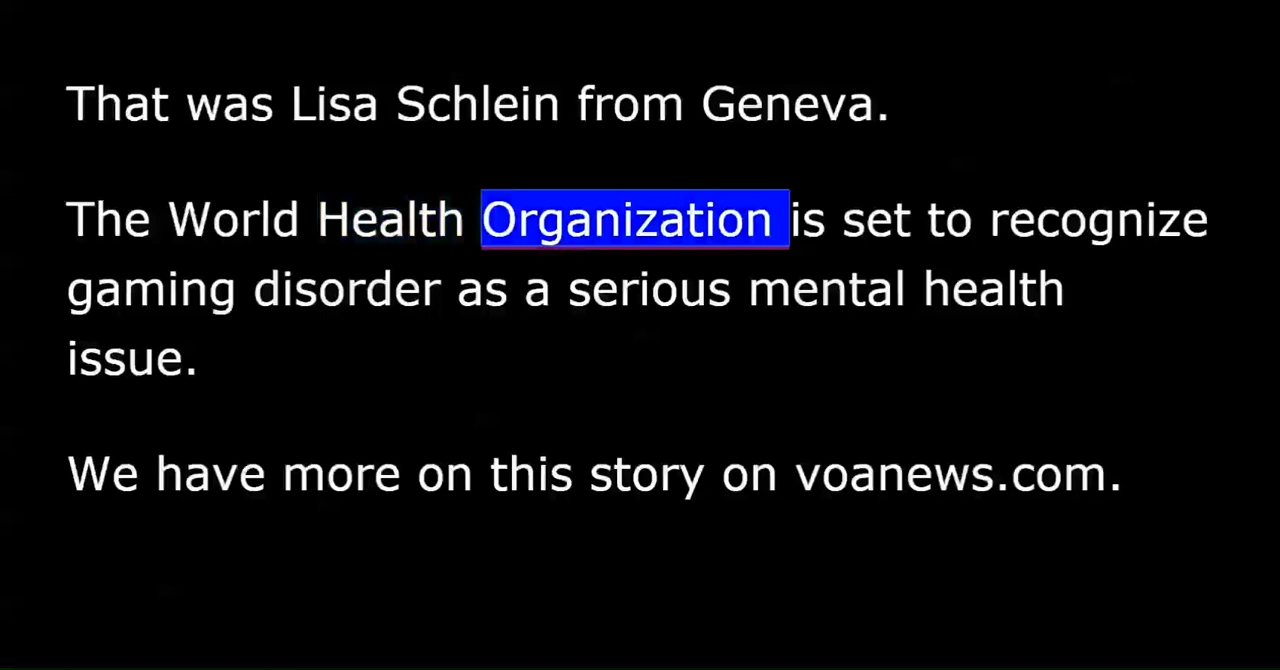 That was Lisa Schlein from Geneva.
The World Health Organization is set to recognize
gaming disorder as a serious mental health
issue.
We have more on this story on voanews.com.